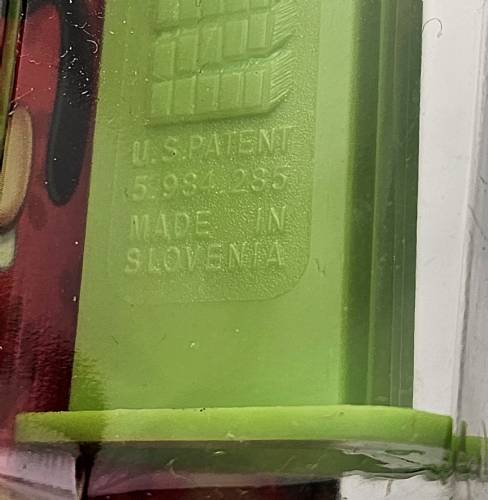 U.S.PATENT
5.984.285
MADE IN
SLOVENIA